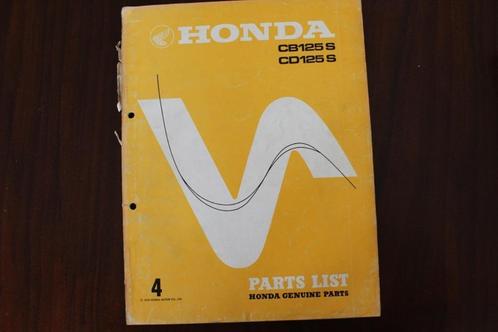 HONDA
CB125S
CD125S
4
PARTS LIST
HONDA GENUINE PARTS